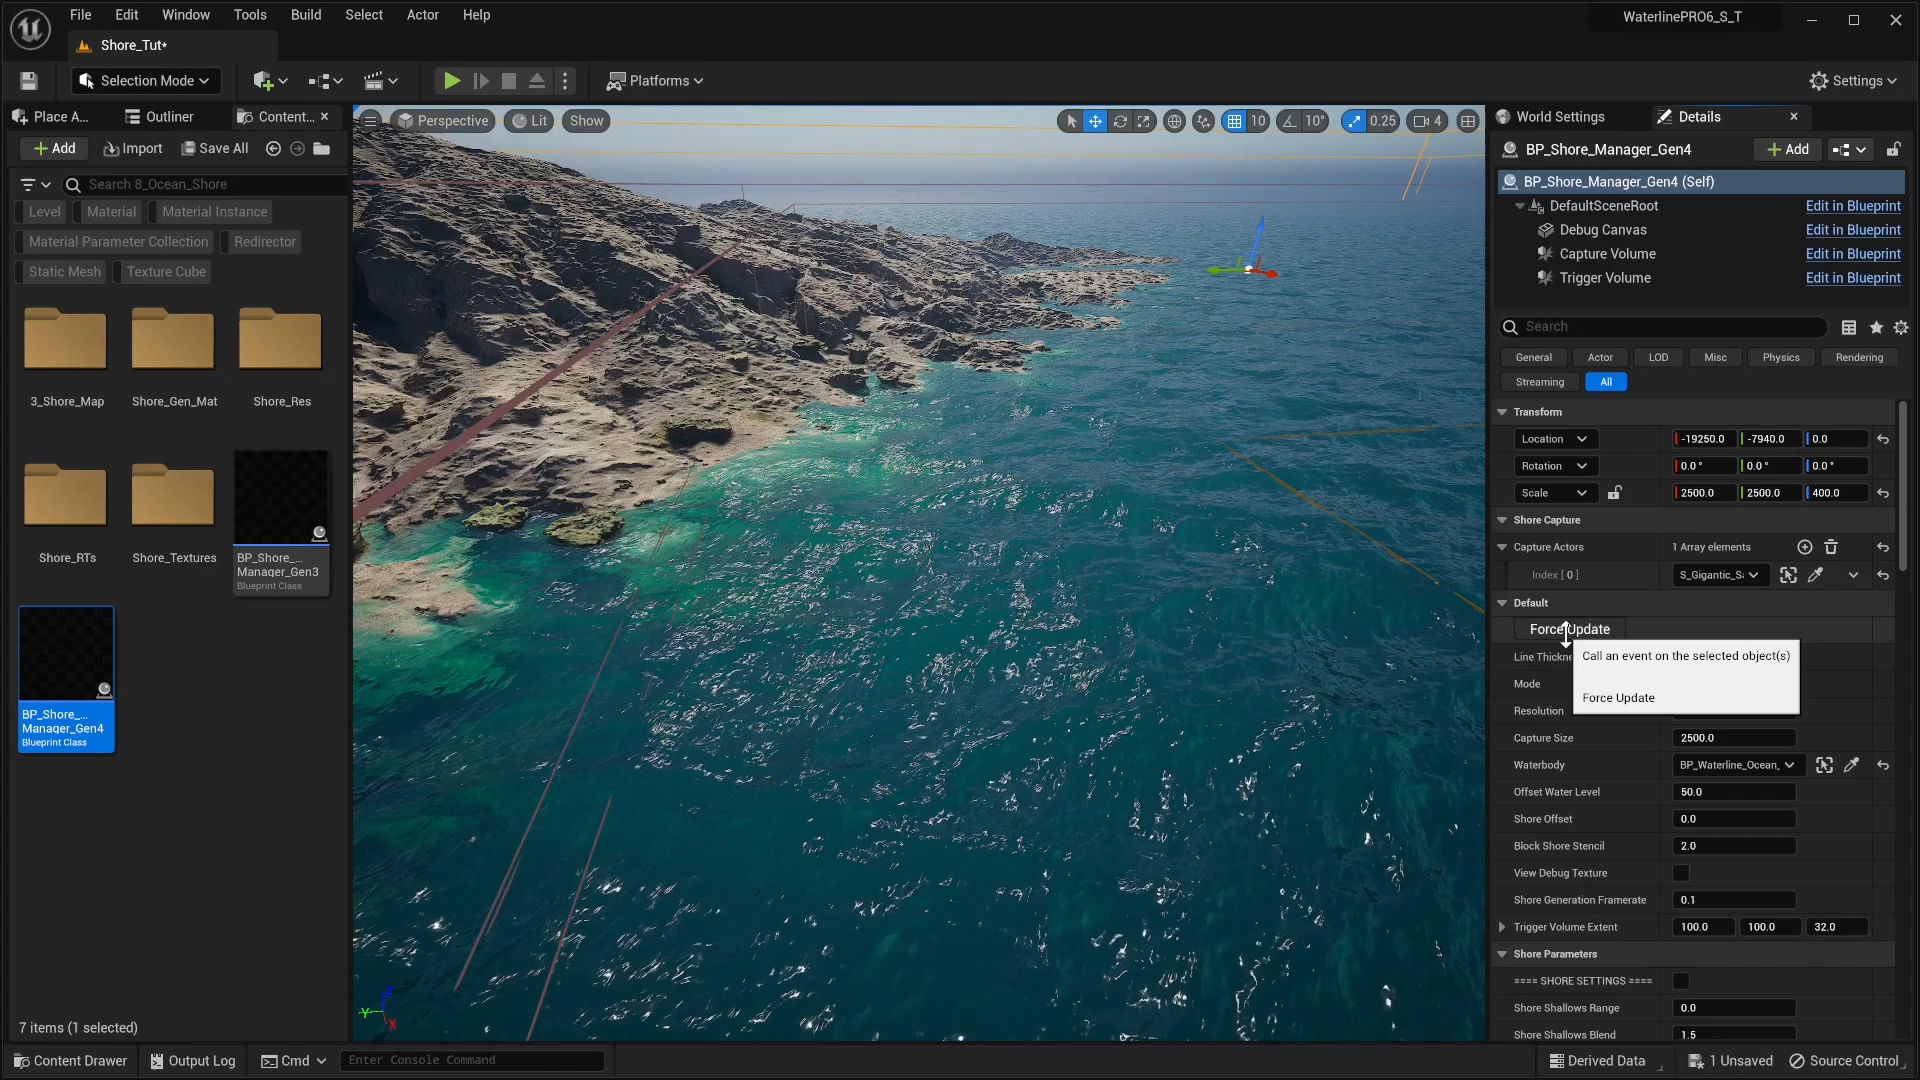 File Edit Window Tools Build Select Actor Help
WaterlinePRO6_S_T
Shore_Tut*
Selection Mode
Platforms
Settings
Place A... Outliner Content...
Add Import Save All
Search 8_Ocean_Shore
Level Material Material Instance
Material Parameter Collection Redirector
Static Mesh Texture Cube
3_Shore_Map Shore_Gen_Mat Shore_Res
Shore_RTs Shore_Textures
BP_Shore_...
Manager_Gen3
Blueprint Class
BP_Shore_...
Manager_Gen4
Blueprint Class
7 items (1 selected)
Perspective Lit Show
10 10° 0.25 4
World Settings Details
BP_Shore_Manager_Gen4 Add
BP_Shore_Manager_Gen4 (Self)
DefaultSceneRoot Edit in Blueprint
Debug Canvas Edit in Blueprint
Capture Volume Edit in Blueprint
Trigger Volume Edit in Blueprint
Search
General Actor LOD Misc Physics Rendering
Streaming All
Transform
Location -19250.0 -7940.0 0.0
Rotation 0.0 ° 0.0 ° 0.0 °
Scale 2500.0 2500.0 400.0
Shore Capture
Capture Actors 1 Array elements
Index [ 0 ] S_Gigantic_S
Default
Force Update
Line Thickne
Call an event on the selected object(s)
Mode
Force Update
Resolution
Capture Size 2500.0
Waterbody BP_Waterline_Ocean_
Offset Water Level 50.0
Shore Offset 0.0
Block Shore Stencil 2.0
View Debug Texture
Shore Generation Framerate 0.1
Trigger Volume Extent 100.0 100.0 32.0
Shore Parameters
==== SHORE SETTINGS ====
Shore Shallows Range 0.0
Shore Shallows Blend 1.5
Z
Y
X
Content Drawer Output Log Cmd Enter Console Command
Derived Data 1 Unsaved Source Control